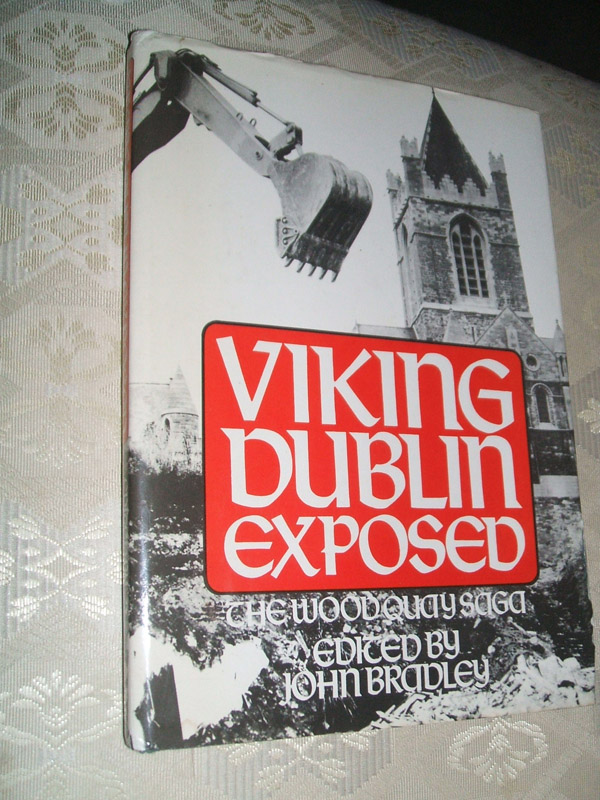 VIKING
DUBLIN
EXPOSED
THE WOOD QUAY SAGA
EDITED BY
JOHN BRADLEY